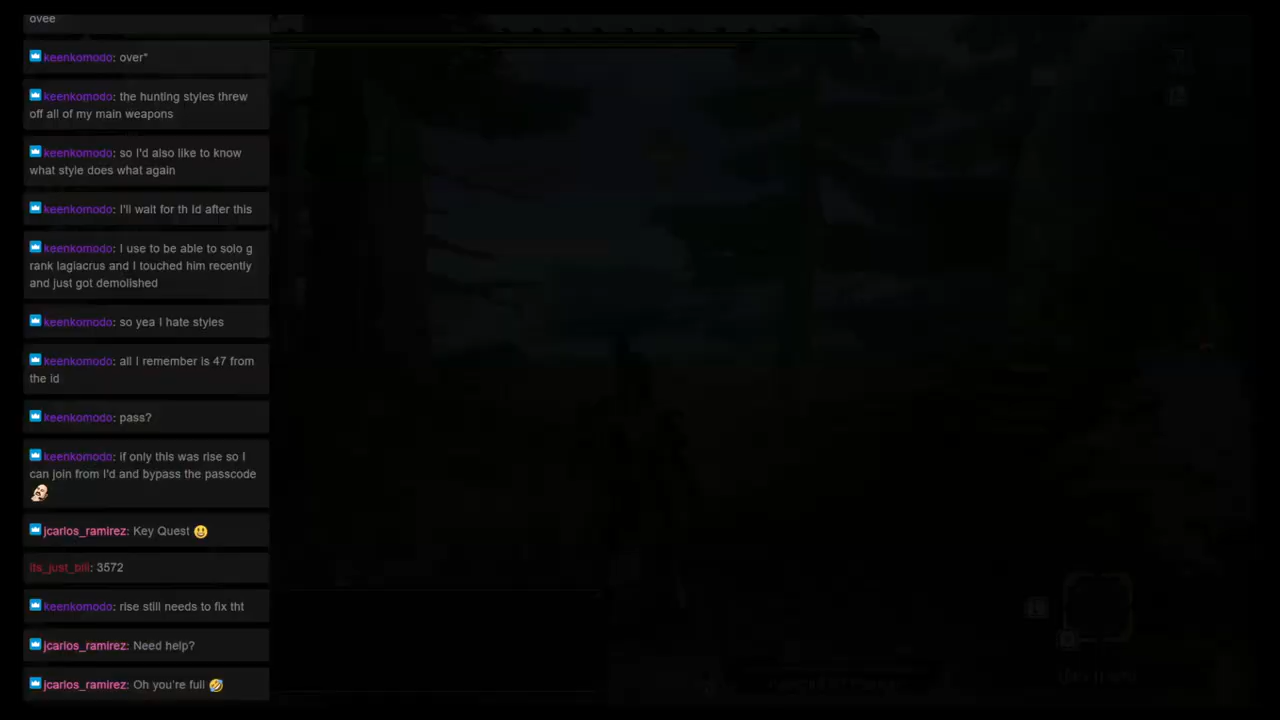 ovee
keenkomodo: over*
keenkomodo: the hunting styles threw
off all of my main weapons
keenkomodo: so I'd also like to know
what style does what again
keenkomodo: I'll wait for th id after this
keenkomodo: I use to be able to solo g
rank lagiacrus and I touched him recently
and just got demolished
keenkomodo: so yea I hate styles
keenkomodo: all I remember is 47 from
the id
keenkomodo: pass?
keenkomodo: if only this was rise so I
can join from I'd and bypass the passcode
jcarlos_ramirez: Key Quest
its_just_bill: 3572
keenkomodo: rise still needs to fix tht
jcarlos_ramirez: Need help?
jcarlos_ramirez: Oh you're full